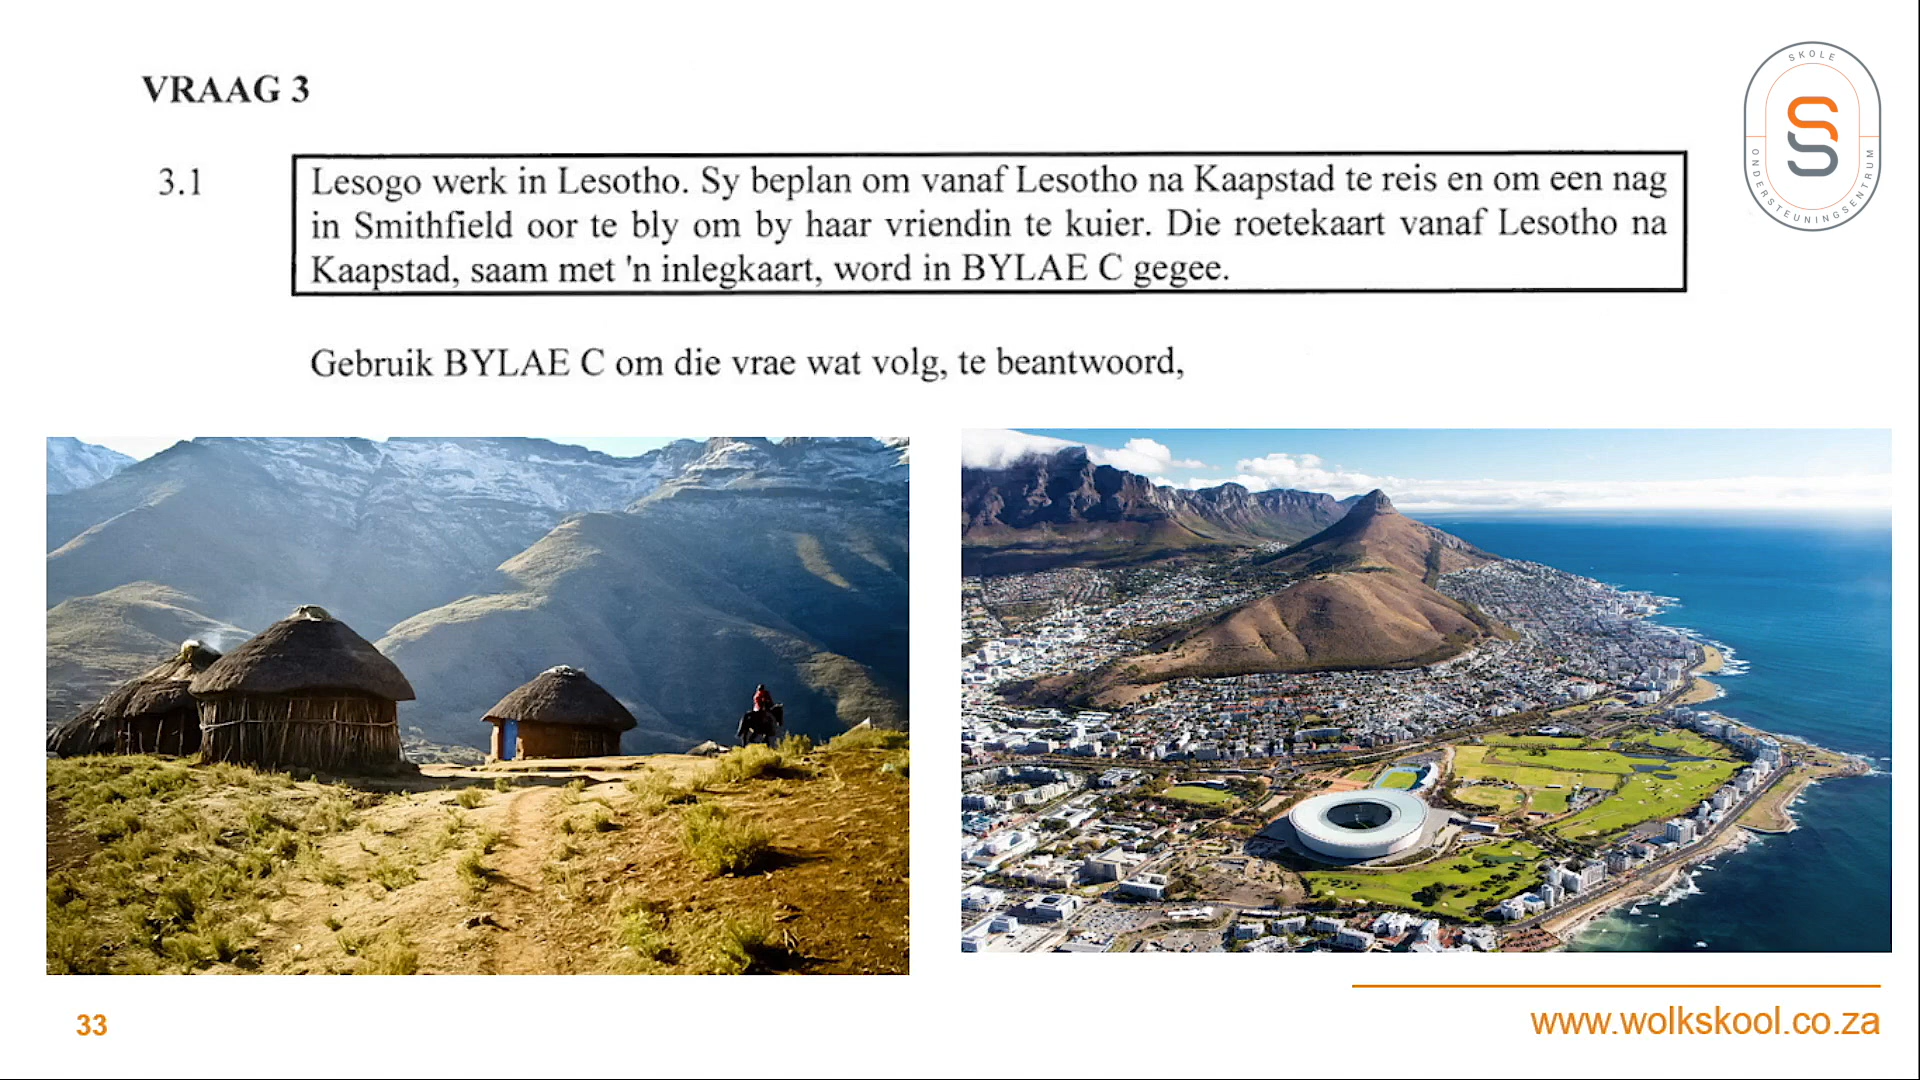 VRAAG 3
3.1
Lesogo werk in Lesotho. Sy beplan om vanaf Lesotho na Kaapstad te reis en om een nag
in Smithfield oor te bly om by haar vriendin te kuier. Die roetekaart vanaf Lesotho na
Kaapstad, saam met 'n inlegkaart, word in BYLAE C gegee.
Gebruik BYLAE C om die vrae wat volg, te beantwoord,
SKOLE
ONDERSTEUNINGSENTRUM
33
www.wolkskool.co.za